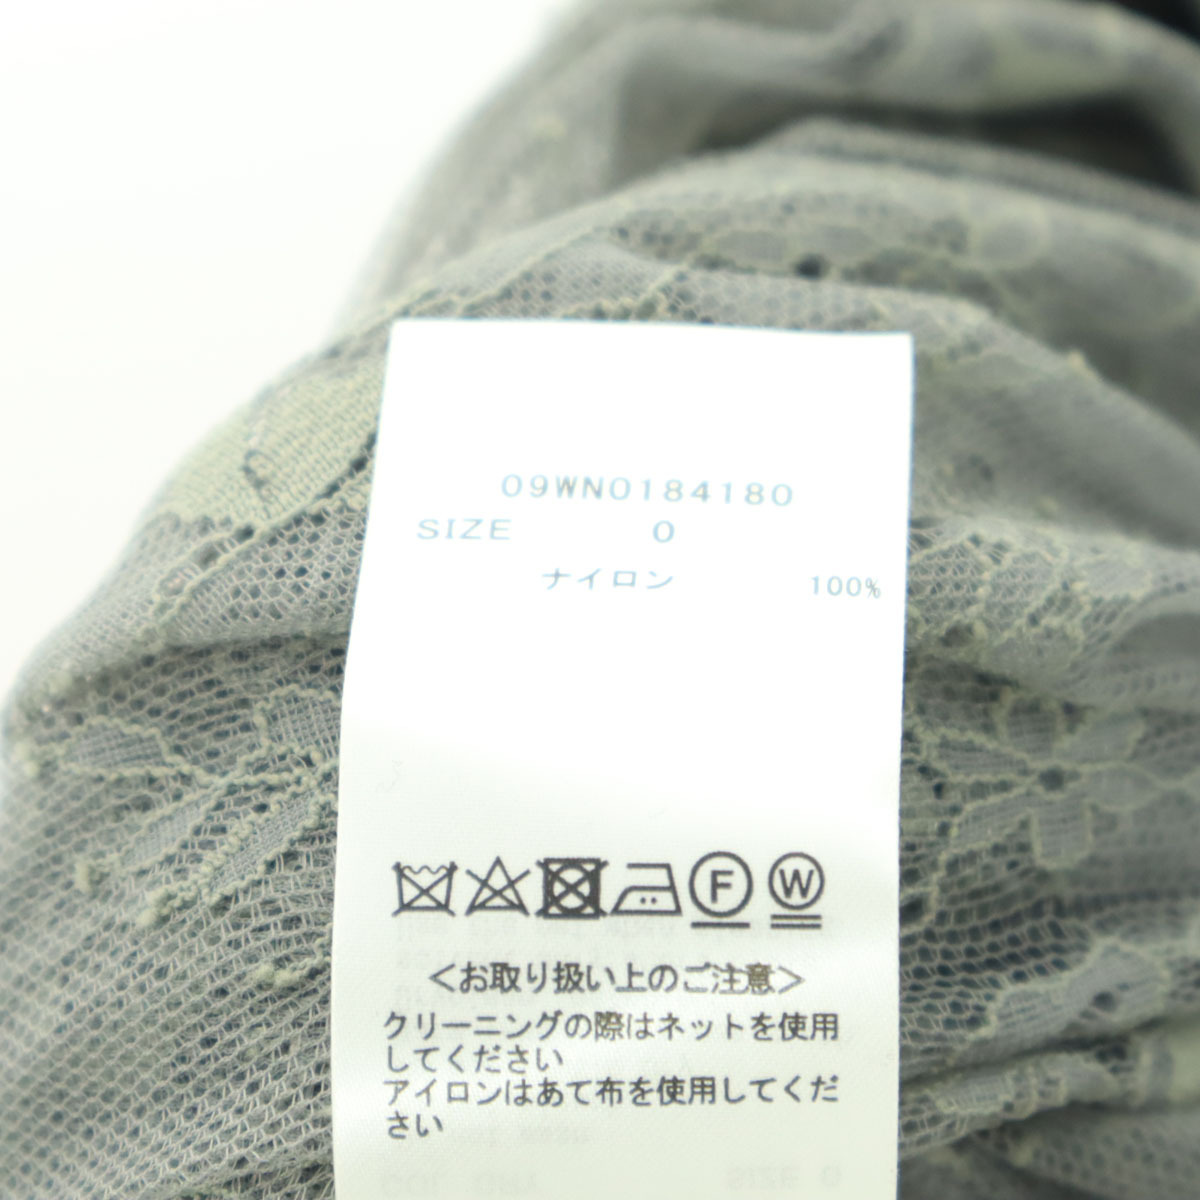 09WN0184180
SIZE 0
ナイロン 100%
F W
<お取り扱い上のご注意>
クリーニングの際はネットを使用
してください
アイロンはあて布を使用してくだ
さい